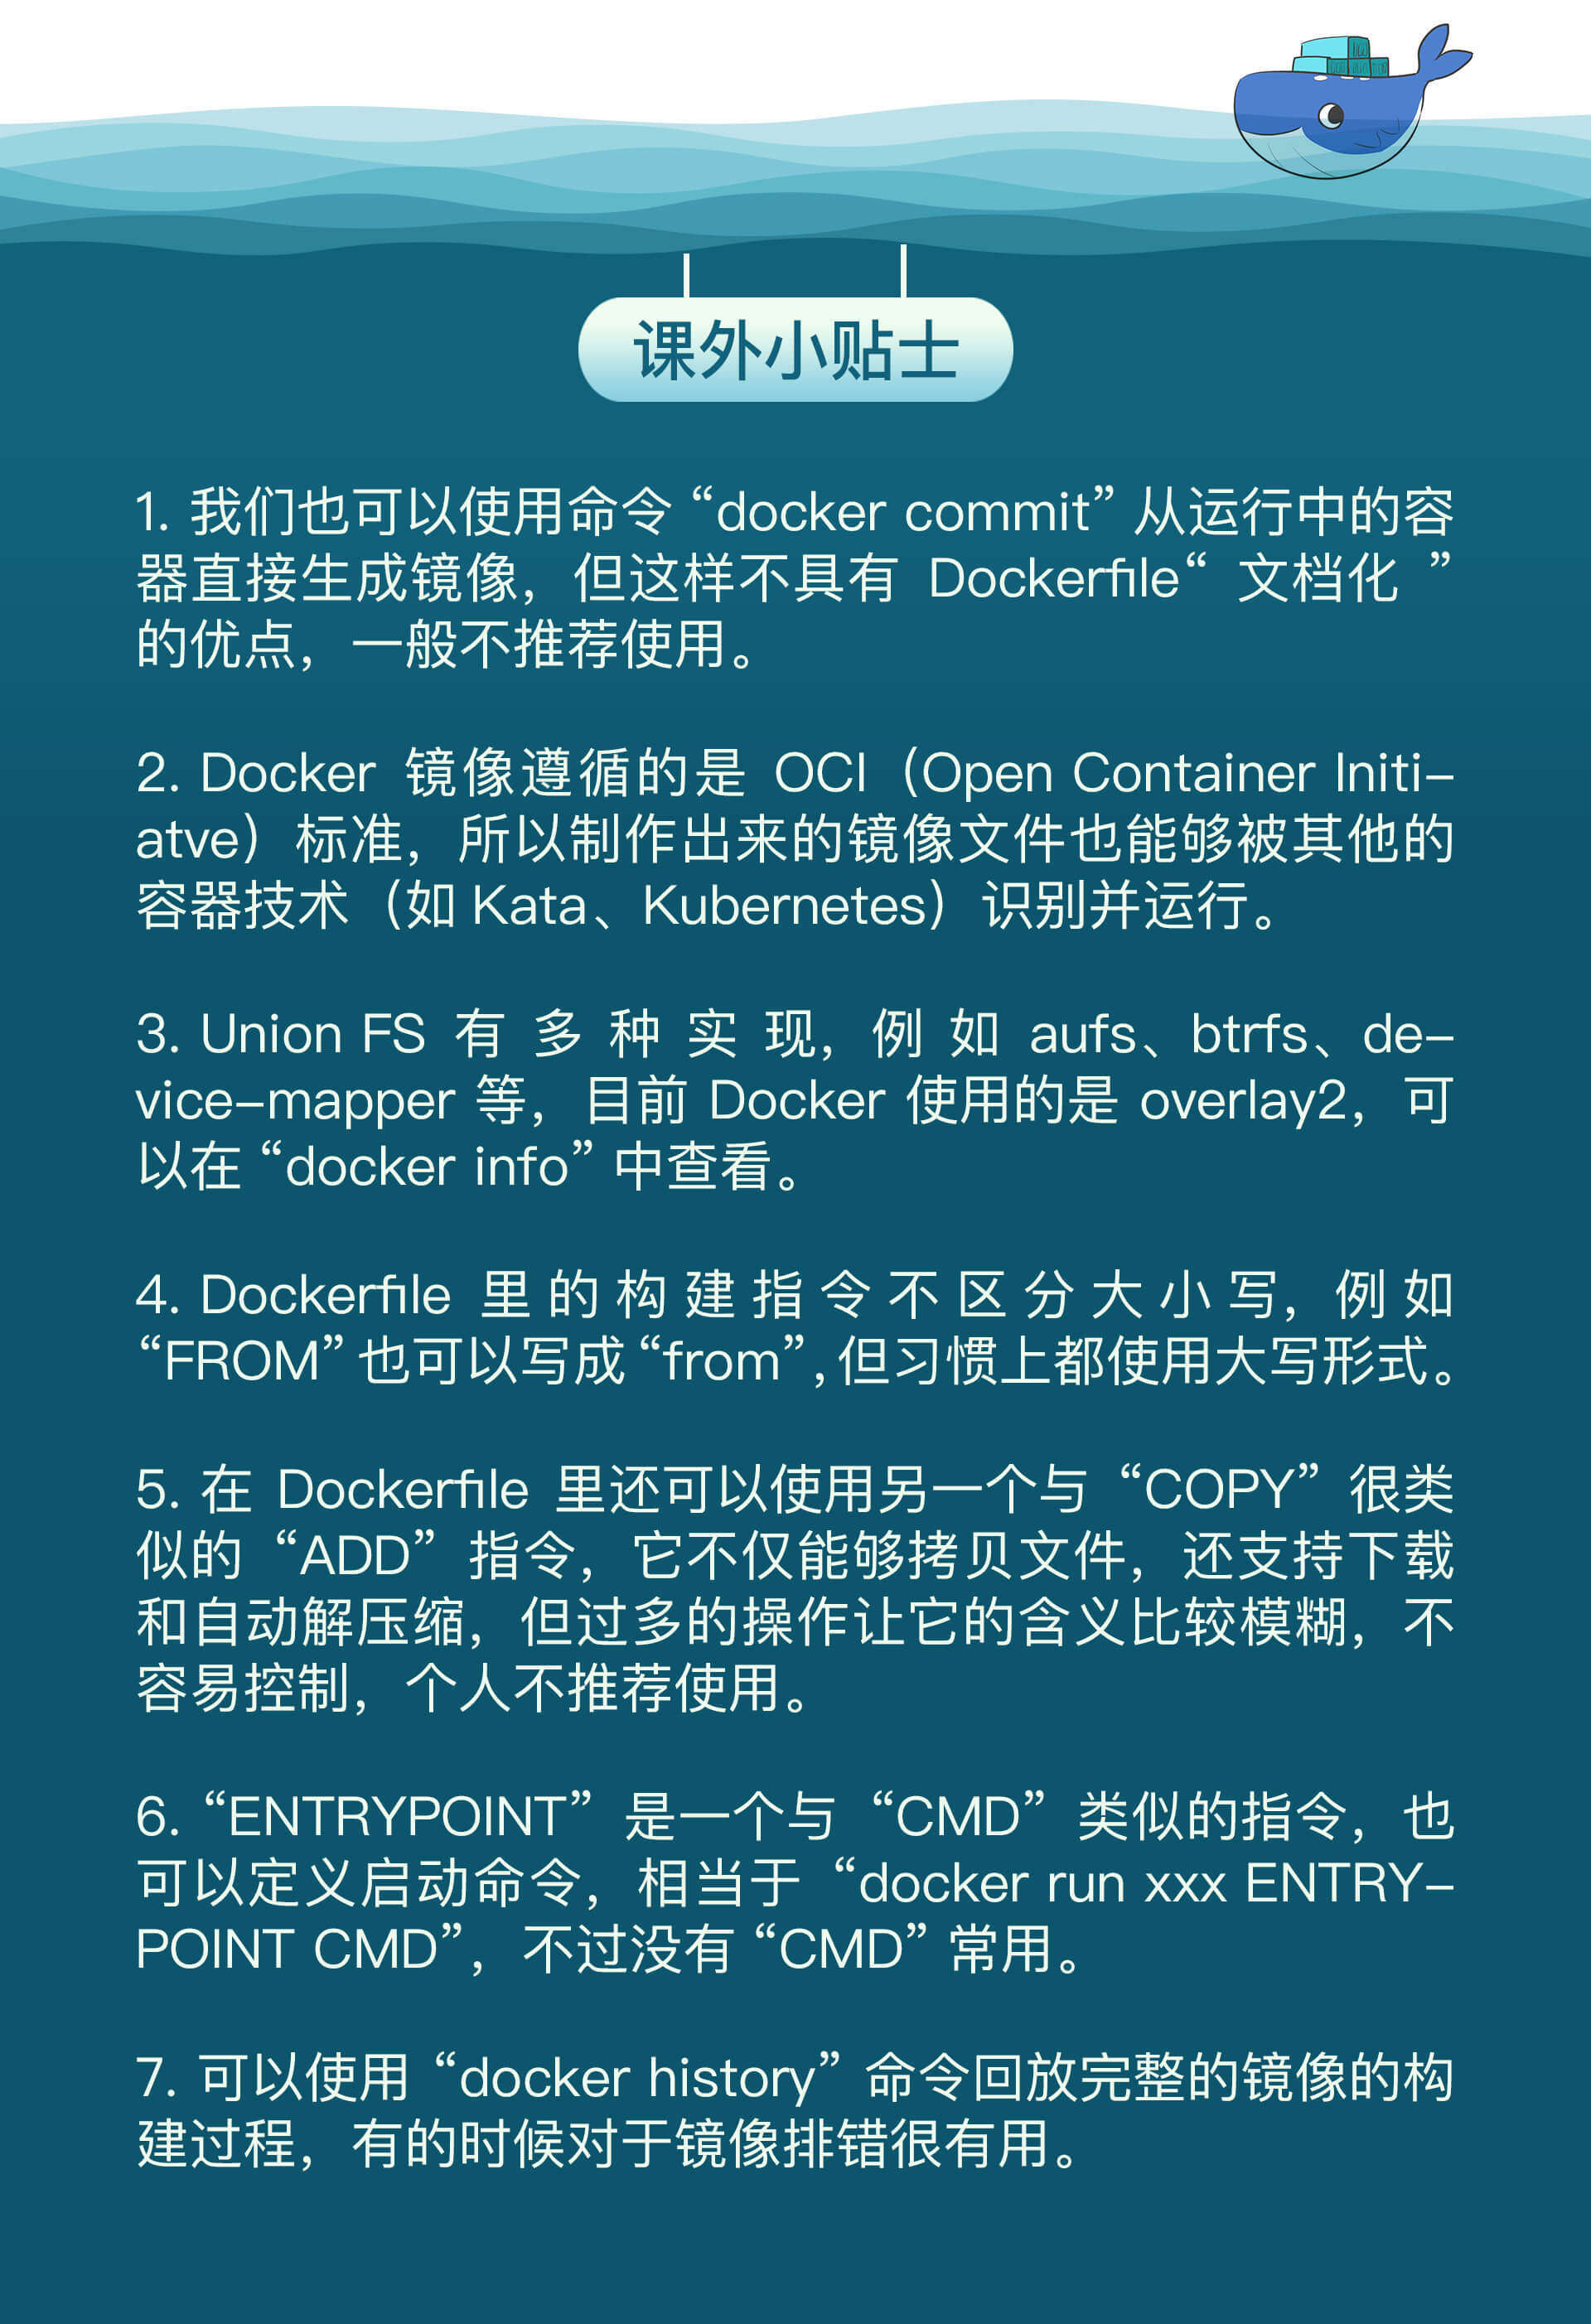 课外小贴士
1. 我们也可以使用命令“docker commit”从运行中的容
器直接生成镜像，但这样不具有 Dockerfile“ 文档化 ”
的优点，一般不推荐使用。
2. Docker 镜像遵循的是 OCI（Open Container Initi-
atve）标准，所以制作出来的镜像文件也能够被其他的
容器技术（如 Kata、Kubernetes）识别并运行。
3. Union FS 有多种实现，例如 aufs、btrfs、de-
vice-mapper 等，目前 Docker 使用的是 overlay2，可
以在“docker info”中查看。
4. Dockerfile 里的构建指令不区分大小写，例如
“FROM”也可以写成“from”，但习惯上都使用大写形式。
5. 在 Dockerfile 里还可以使用另一个与“COPY”很类
似的“ADD”指令，它不仅能够拷贝文件，还支持下载
和自动解压缩，但过多的操作让它的含义比较模糊，不
容易控制，个人不推荐使用。
6.“ENTRYPOINT”是一个与“CMD”类似的指令，也
可以定义启动命令，相当于“docker run xxx ENTRY-
POINT CMD”，不过没有“CMD”常用。
7. 可以使用“docker history”命令回放完整的镜像的构
建过程，有的时候对于镜像排错很有用。